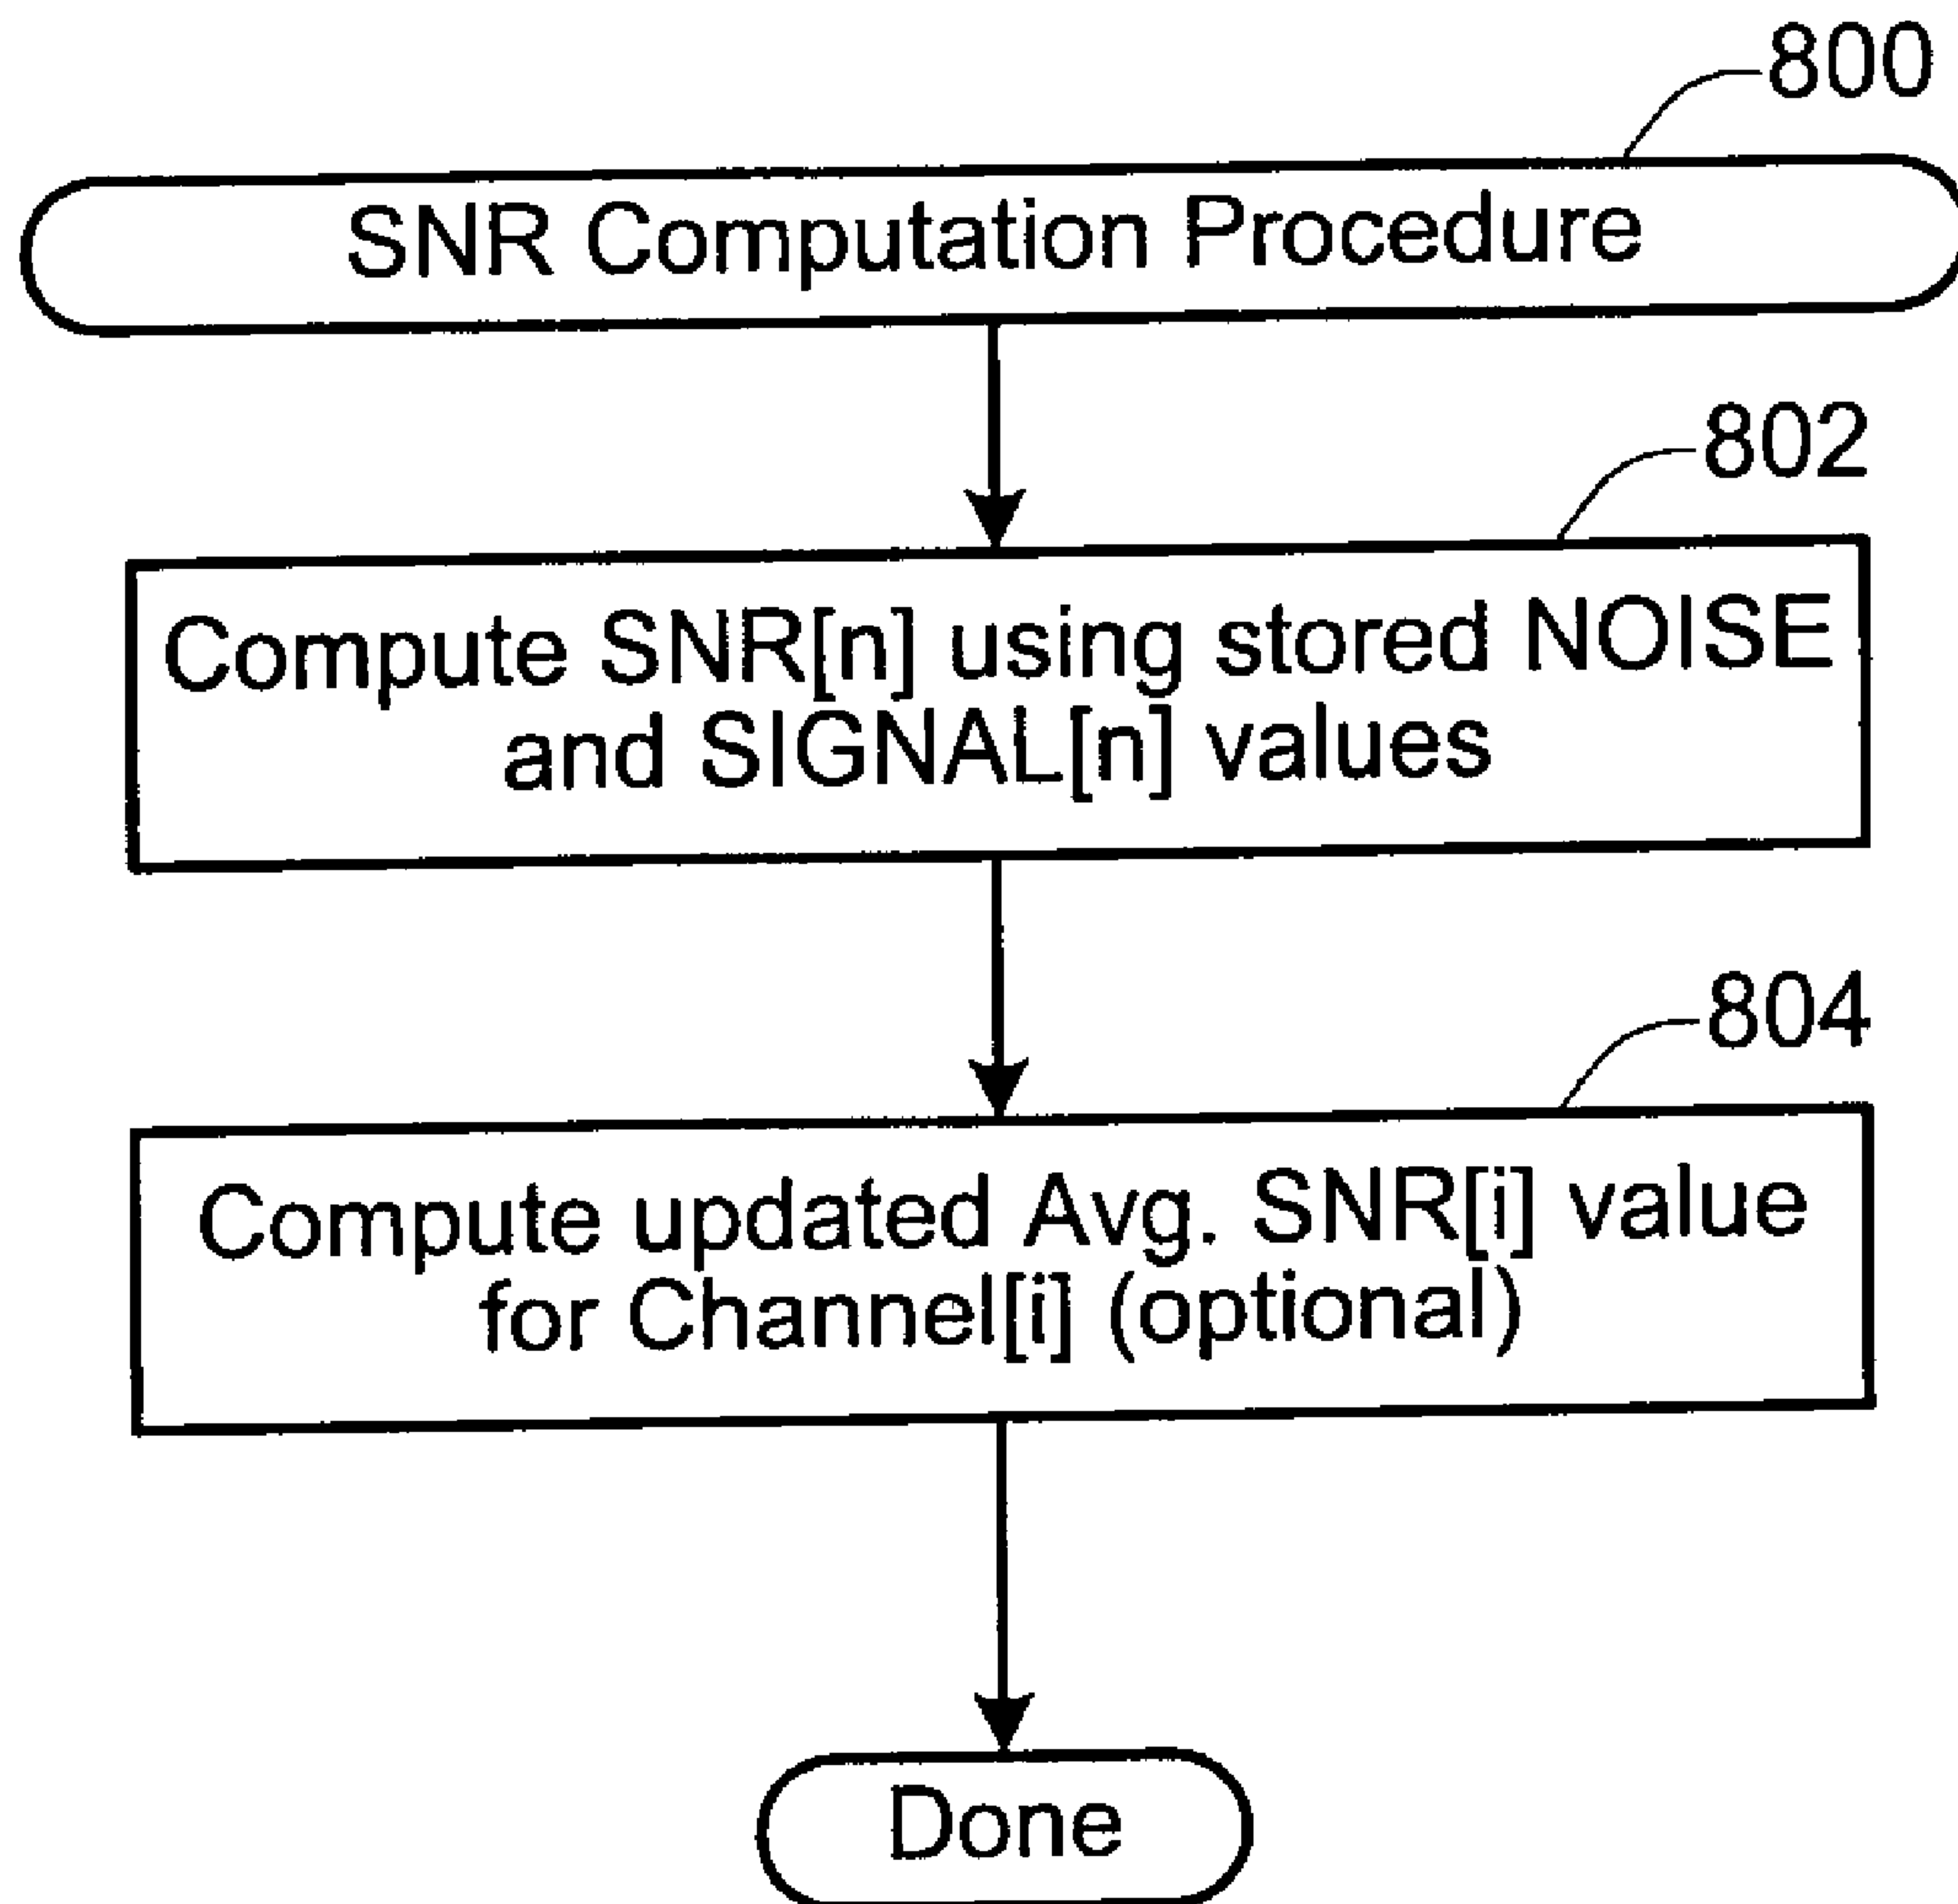 800
SNR Computation Procedure
802
Compute SNR[n] using stored NOISE
and SIGNAL[n] values
804
Compute updated Avg. SNR[i] value
for Channel[i] (optional)
Done